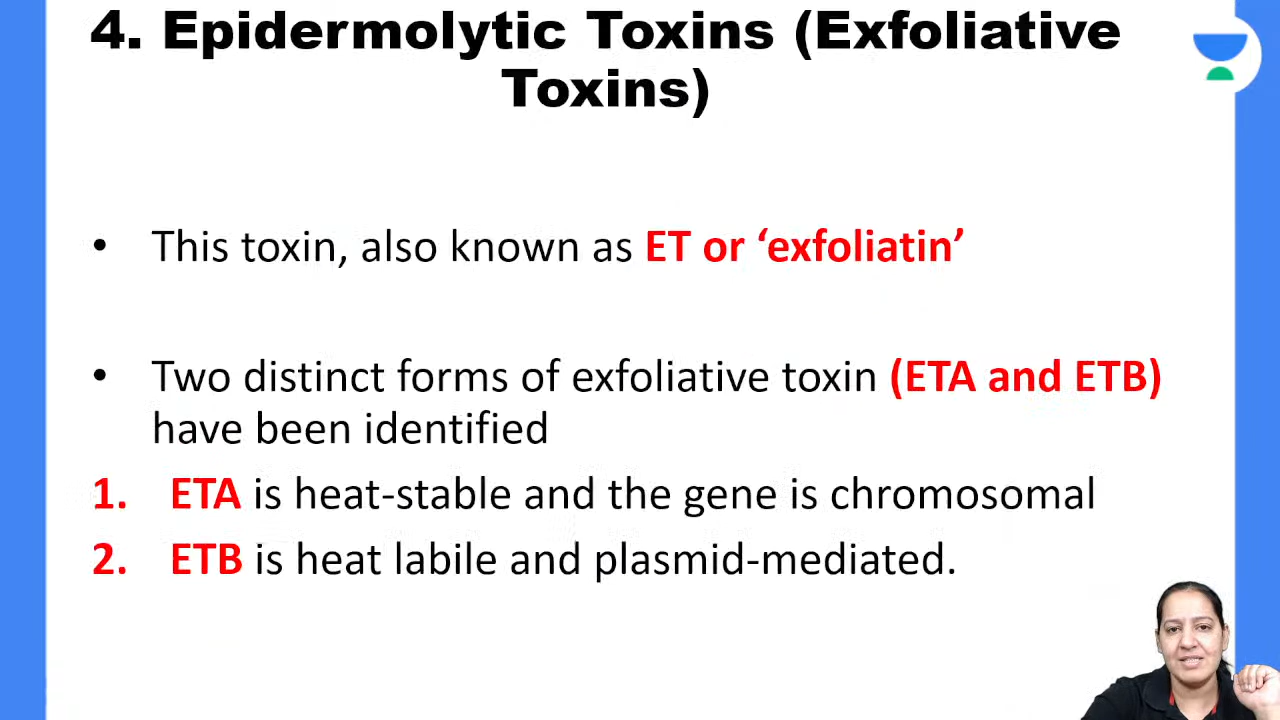 4. Epidermolytic Toxins (Exfoliative
Toxins)
• This toxin, also known as ET or ‘exfoliatin’
• Two distinct forms of exfoliative toxin (ETA and ETB)
have been identified
1. ETA is heat-stable and the gene is chromosomal
2. ETB is heat labile and plasmid-mediated.